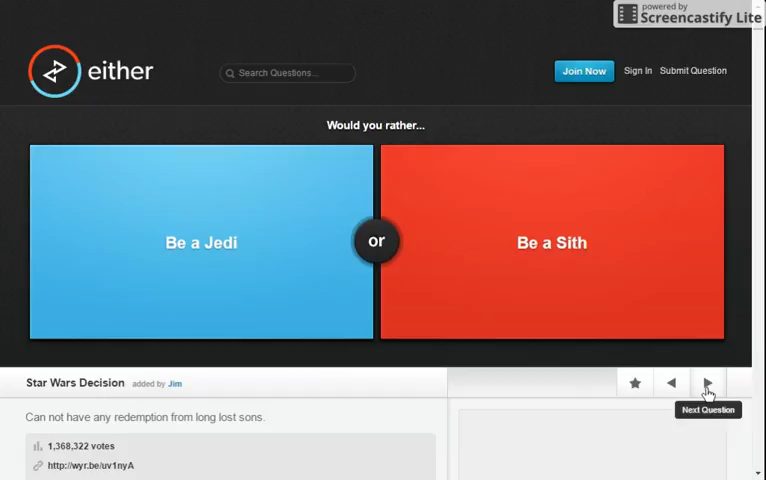 powered by
Screencastify Lite
either
Search Questions...
Join Now
Sign In
Submit Question
Would you rather...
Be a Jedi
or
Be a Sith
Star Wars Decision
added by Jim
Next Question
Can not have any redemption from long lost sons.
1,368,322 votes
http://wyr.be/uv1nyA